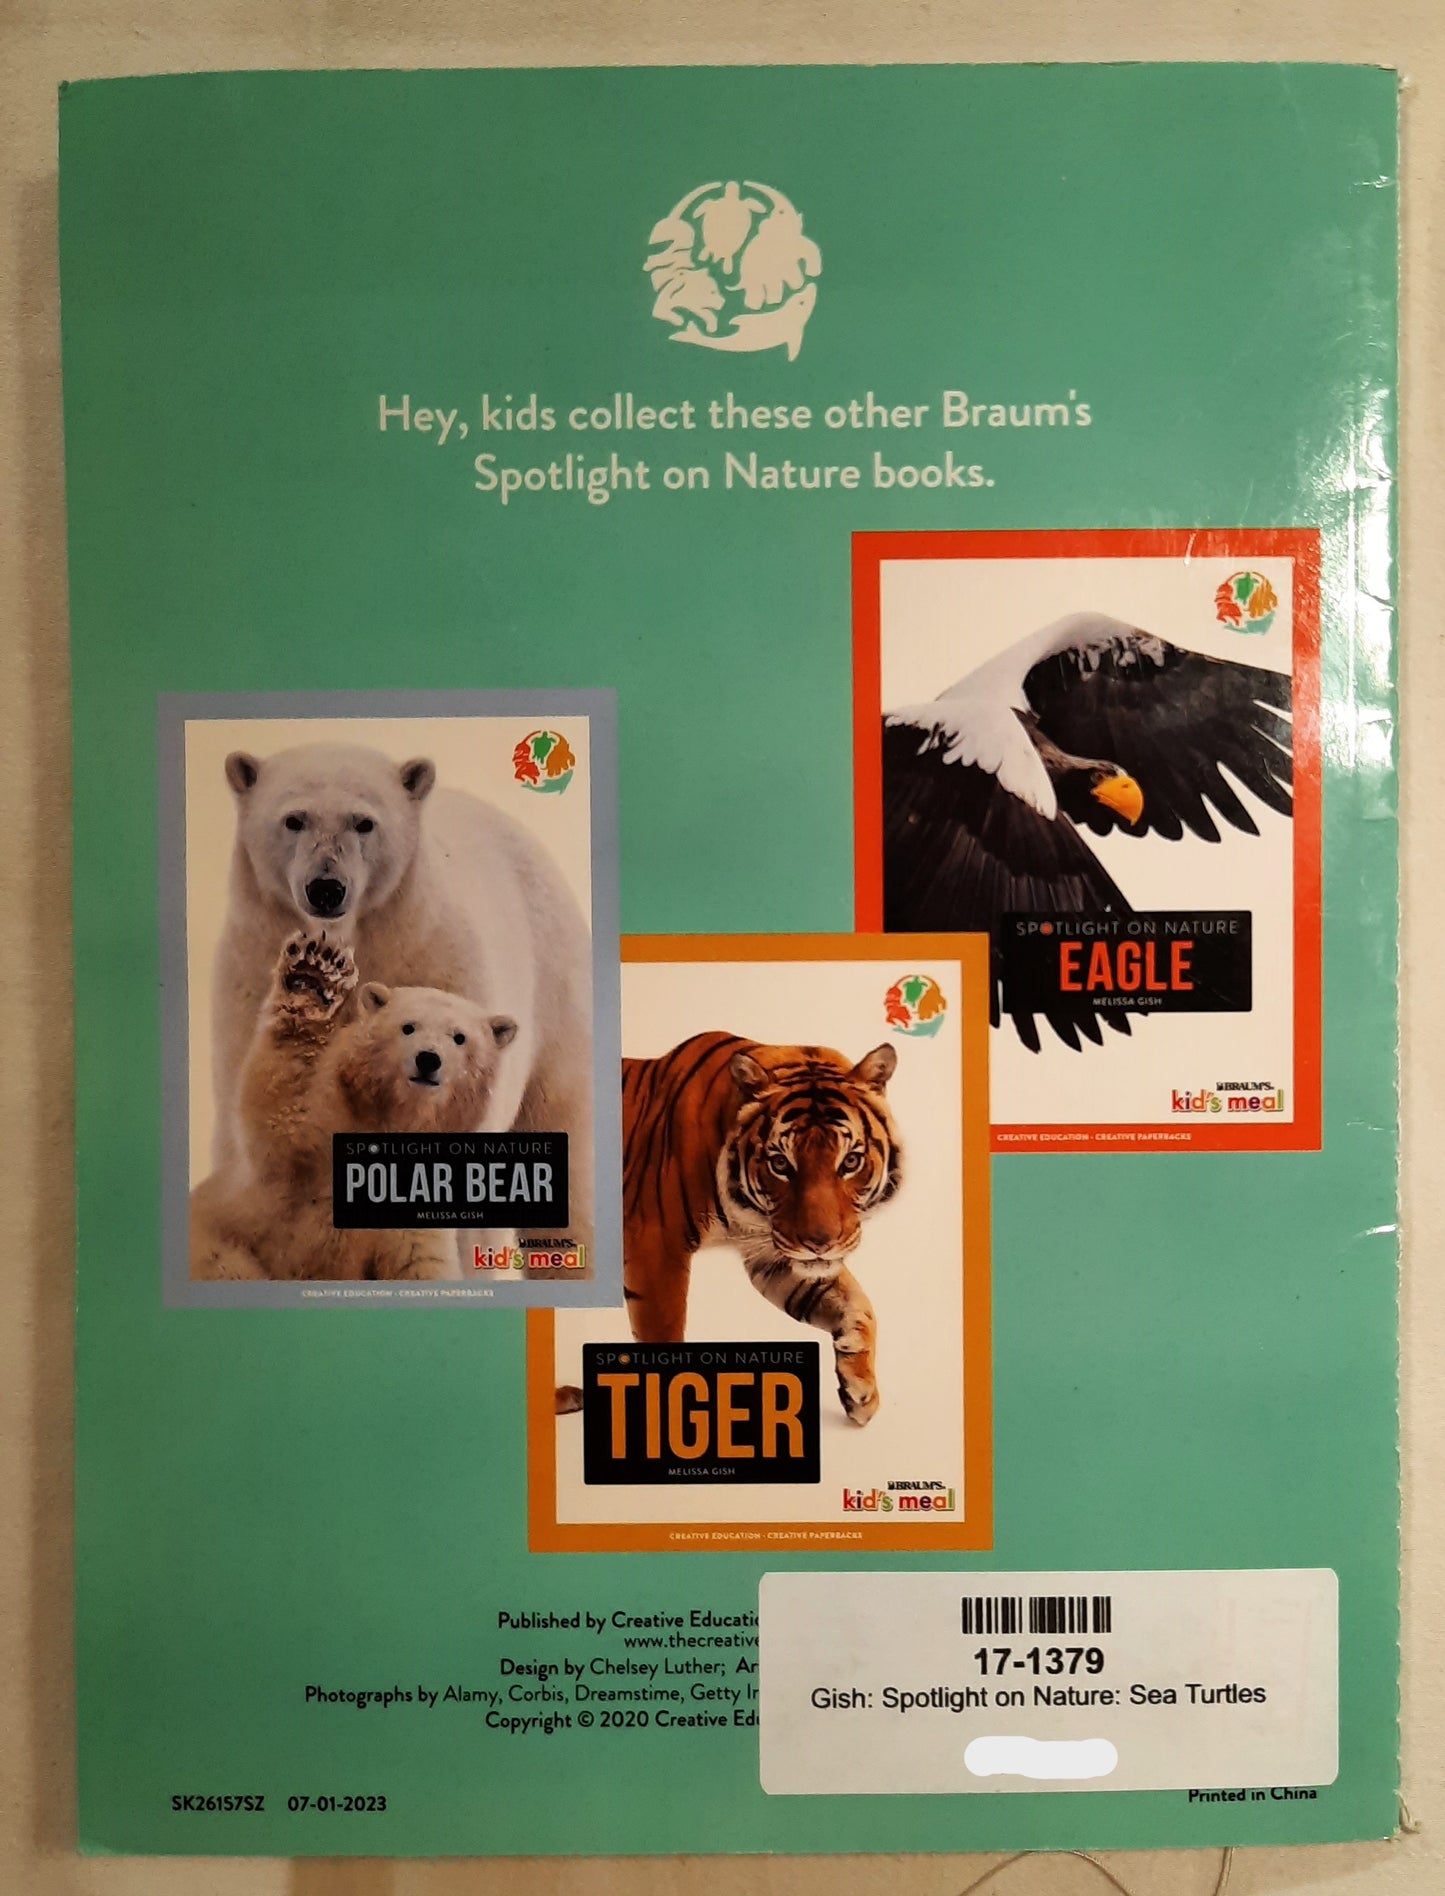 Hey, kids collect these other Braum's
Spotlight on Nature books.
SPOTLIGHT ON NATURE
EAGLE
MELISSA GISH
BRAUM'S
kid's meal
CREATIVE EDUCATION · CREATIVE PAPERBACKS
SPOTLIGHT ON NATURE
POLAR BEAR
MELISSA GISH
BRAUM'S
kid's meal
CREATIVE EDUCATION · CREATIVE PAPERBACKS
SPOTLIGHT ON NATURE
TIGER
MELISSA GISH
BRAUM'S
kid's meal
CREATIVE EDUCATION · CREATIVE PAPERBACKS
Published by Creative
www.thecreative
Design by Chelsey Luther;
Photographs by Alamy, Corbis, Dreamstime, Getty
Copyright © 2020 Creative
17-1379
Gish: Spotlight on Nature: Sea Turtles
SK26157SZ 07-01-2023
Printed in China